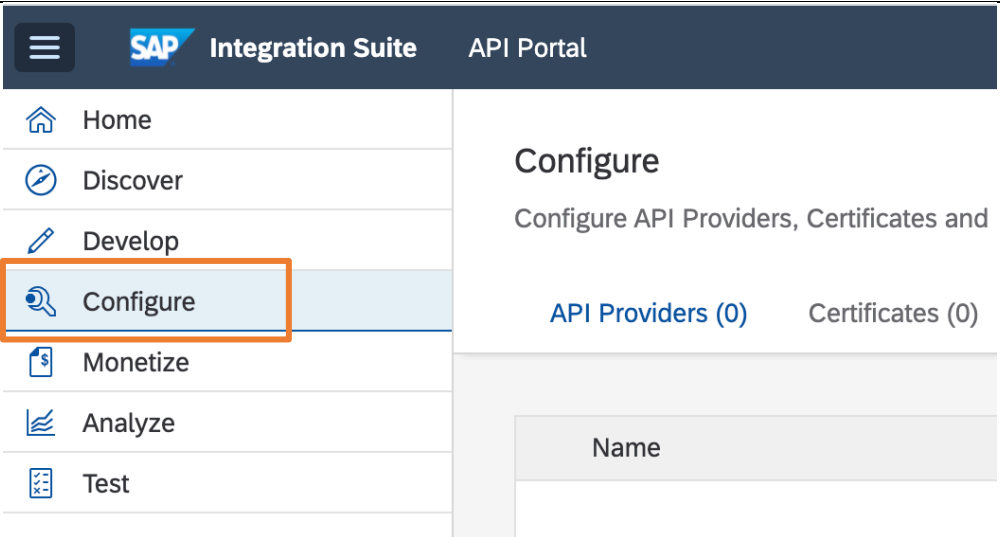 SAP Integration Suite API Portal
Home
Discover
Develop
Configure
Monetize
Analyze
Test
Configure
Configure API Providers, Certificates and
API Providers (0) Certificates (0)
Name